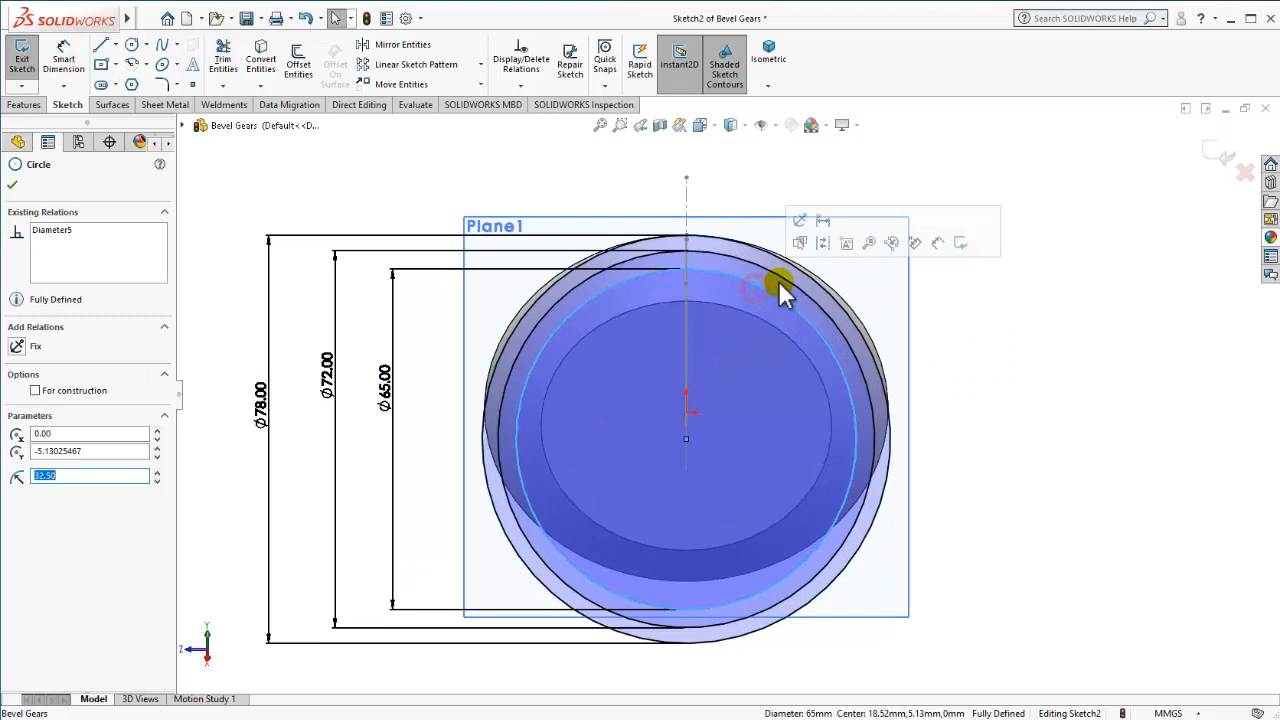 SOLIDWORKS
Sketch2 of Bevel Gears *
Search SOLIDWORKS Help
Exit Sketch
Smart Dimension
Trim Entities
Convert Entities
Offset Entities
Offset On Surface
Mirror Entities
Linear Sketch Pattern
Move Entities
Display/Delete Relations
Repair Sketch
Quick Snaps
Rapid Sketch
Instant2D
Shaded Sketch Contours
Isometric
Features
Sketch
Surfaces
Sheet Metal
Weldments
Data Migration
Direct Editing
Evaluate
SOLIDWORKS MBD
SOLIDWORKS Inspection
Bevel Gears (Default<<D...
Circle
Existing Relations
Diameter5
Fully Defined
Add Relations
Fix
Options
For construction
Parameters
0.00
-5.13025467
32.50
Plane1
Ø78.00
Ø72.00
Ø65.00
Y
Z
X
Model
3D Views
Motion Study 1
Bevel Gears
Diameter: 65mm Center: 18.52mm,5.13mm,0mm
Fully Defined
Editing Sketch2
MMGS